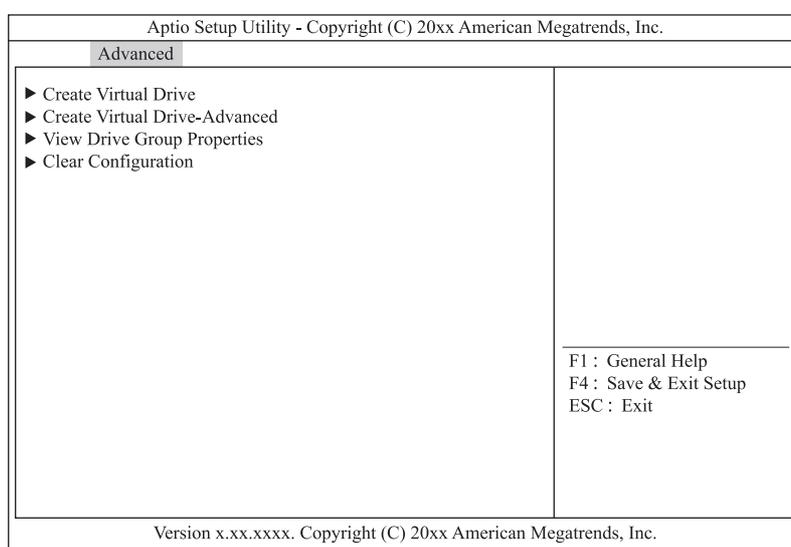 Aptio Setup Utility - Copyright (C) 20xx American Megatrends, Inc.
Advanced
▶ Create Virtual Drive
▶ Create Virtual Drive-Advanced
▶ View Drive Group Properties
▶ Clear Configuration
F1 : General Help
F4 : Save & Exit Setup
ESC : Exit
Version x.xx.xxxx. Copyright (C) 20xx American Megatrends, Inc.